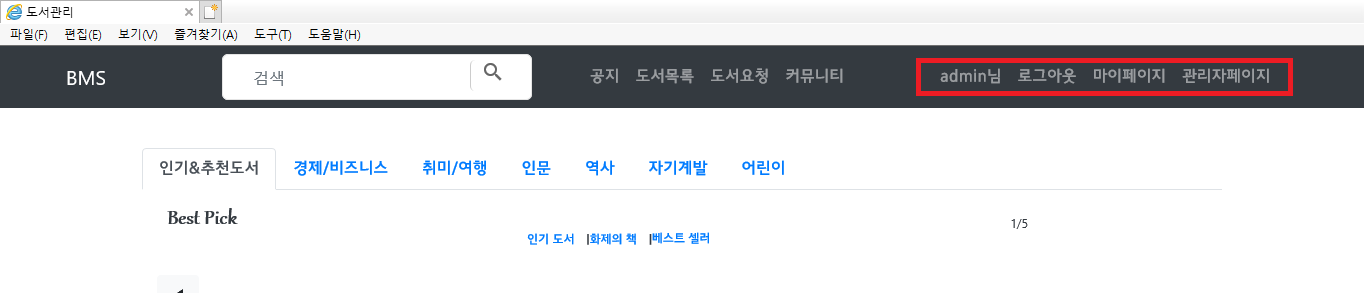 도서관리
파일(F) 편집(E) 보기(V) 즐겨찾기(A) 도구(T) 도움말(H)
BMS 검색 공지 도서목록 도서요청 커뮤니티 admin님 로그아웃 마이페이지 관리자페이지
인기&추천도서 경제/비즈니스 취미/여행 인문 역사 자기계발 어린이
Best Pick 1/5
인기 도서 |화제의 책 |베스트 셀러